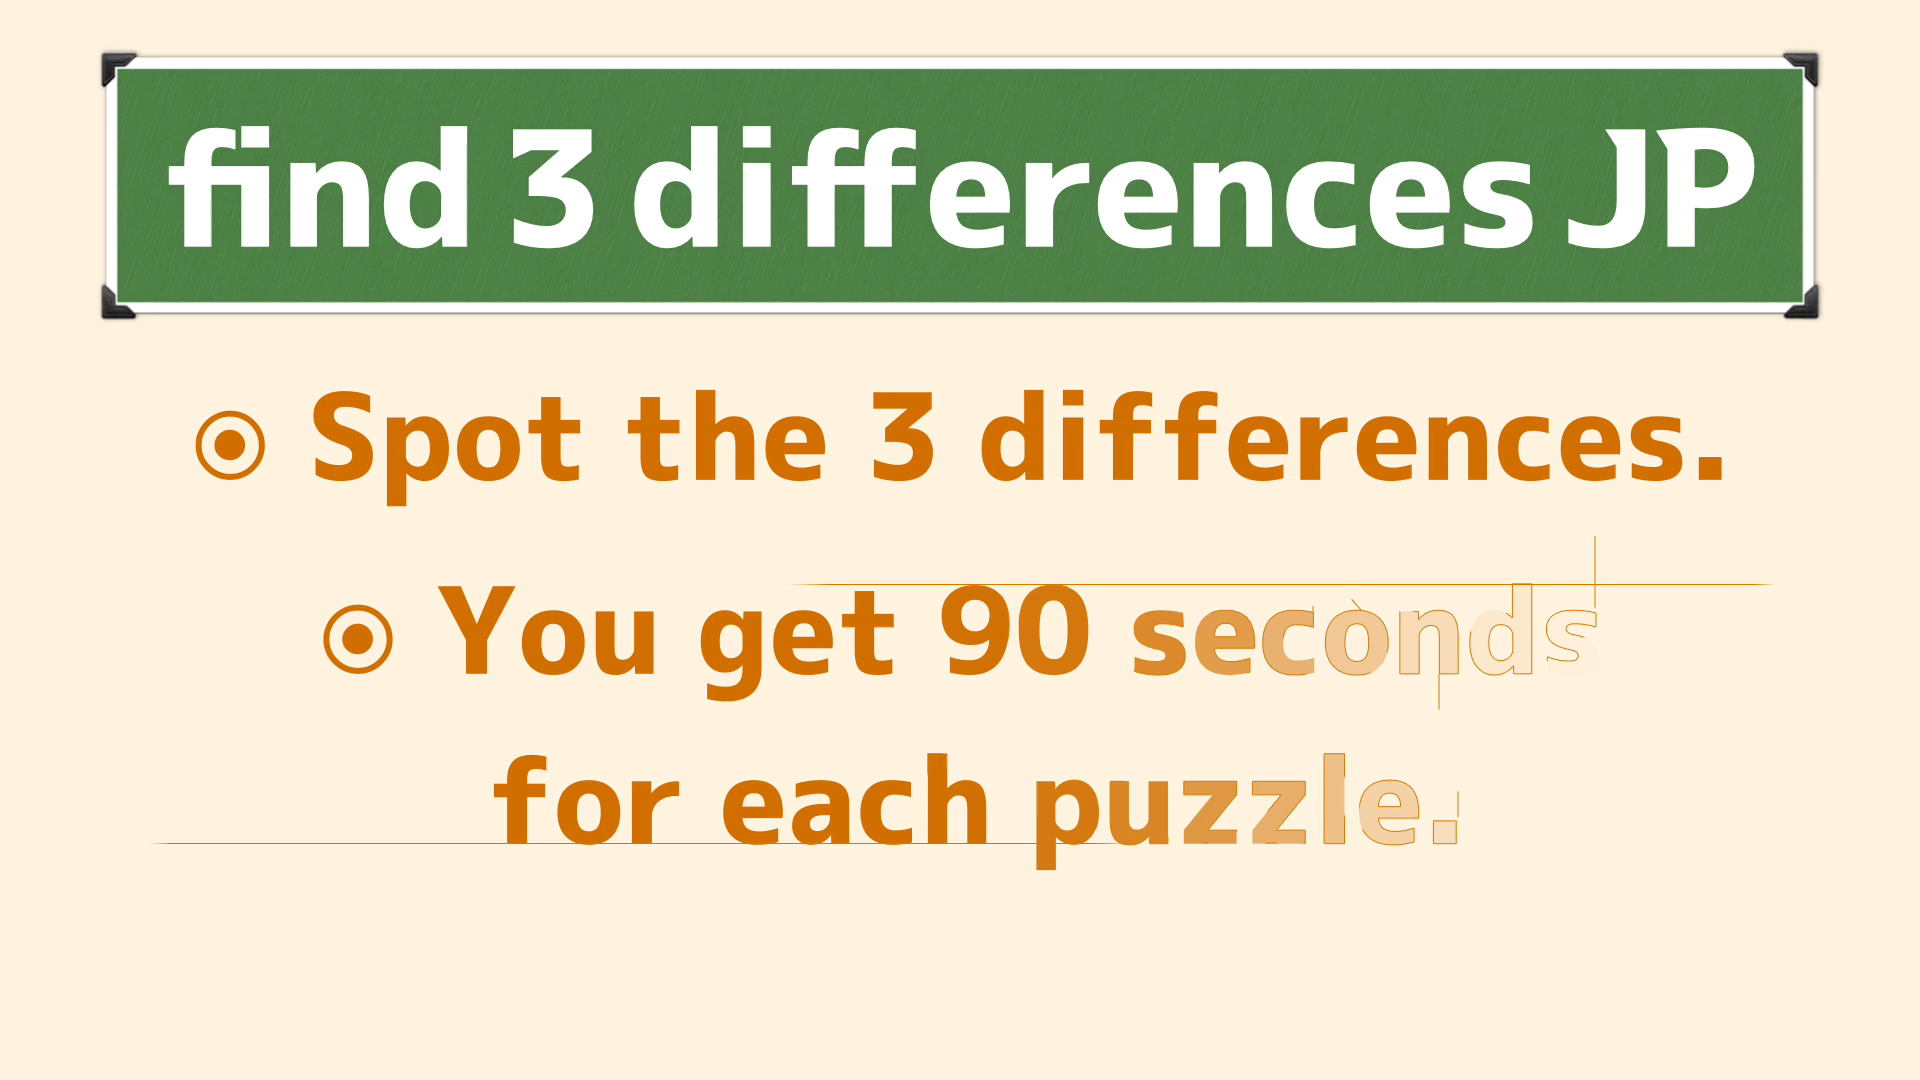 find 3 differences JP
⦿ Spot the 3 differences.
⦿ You get 90 seconds
for each puzzle.